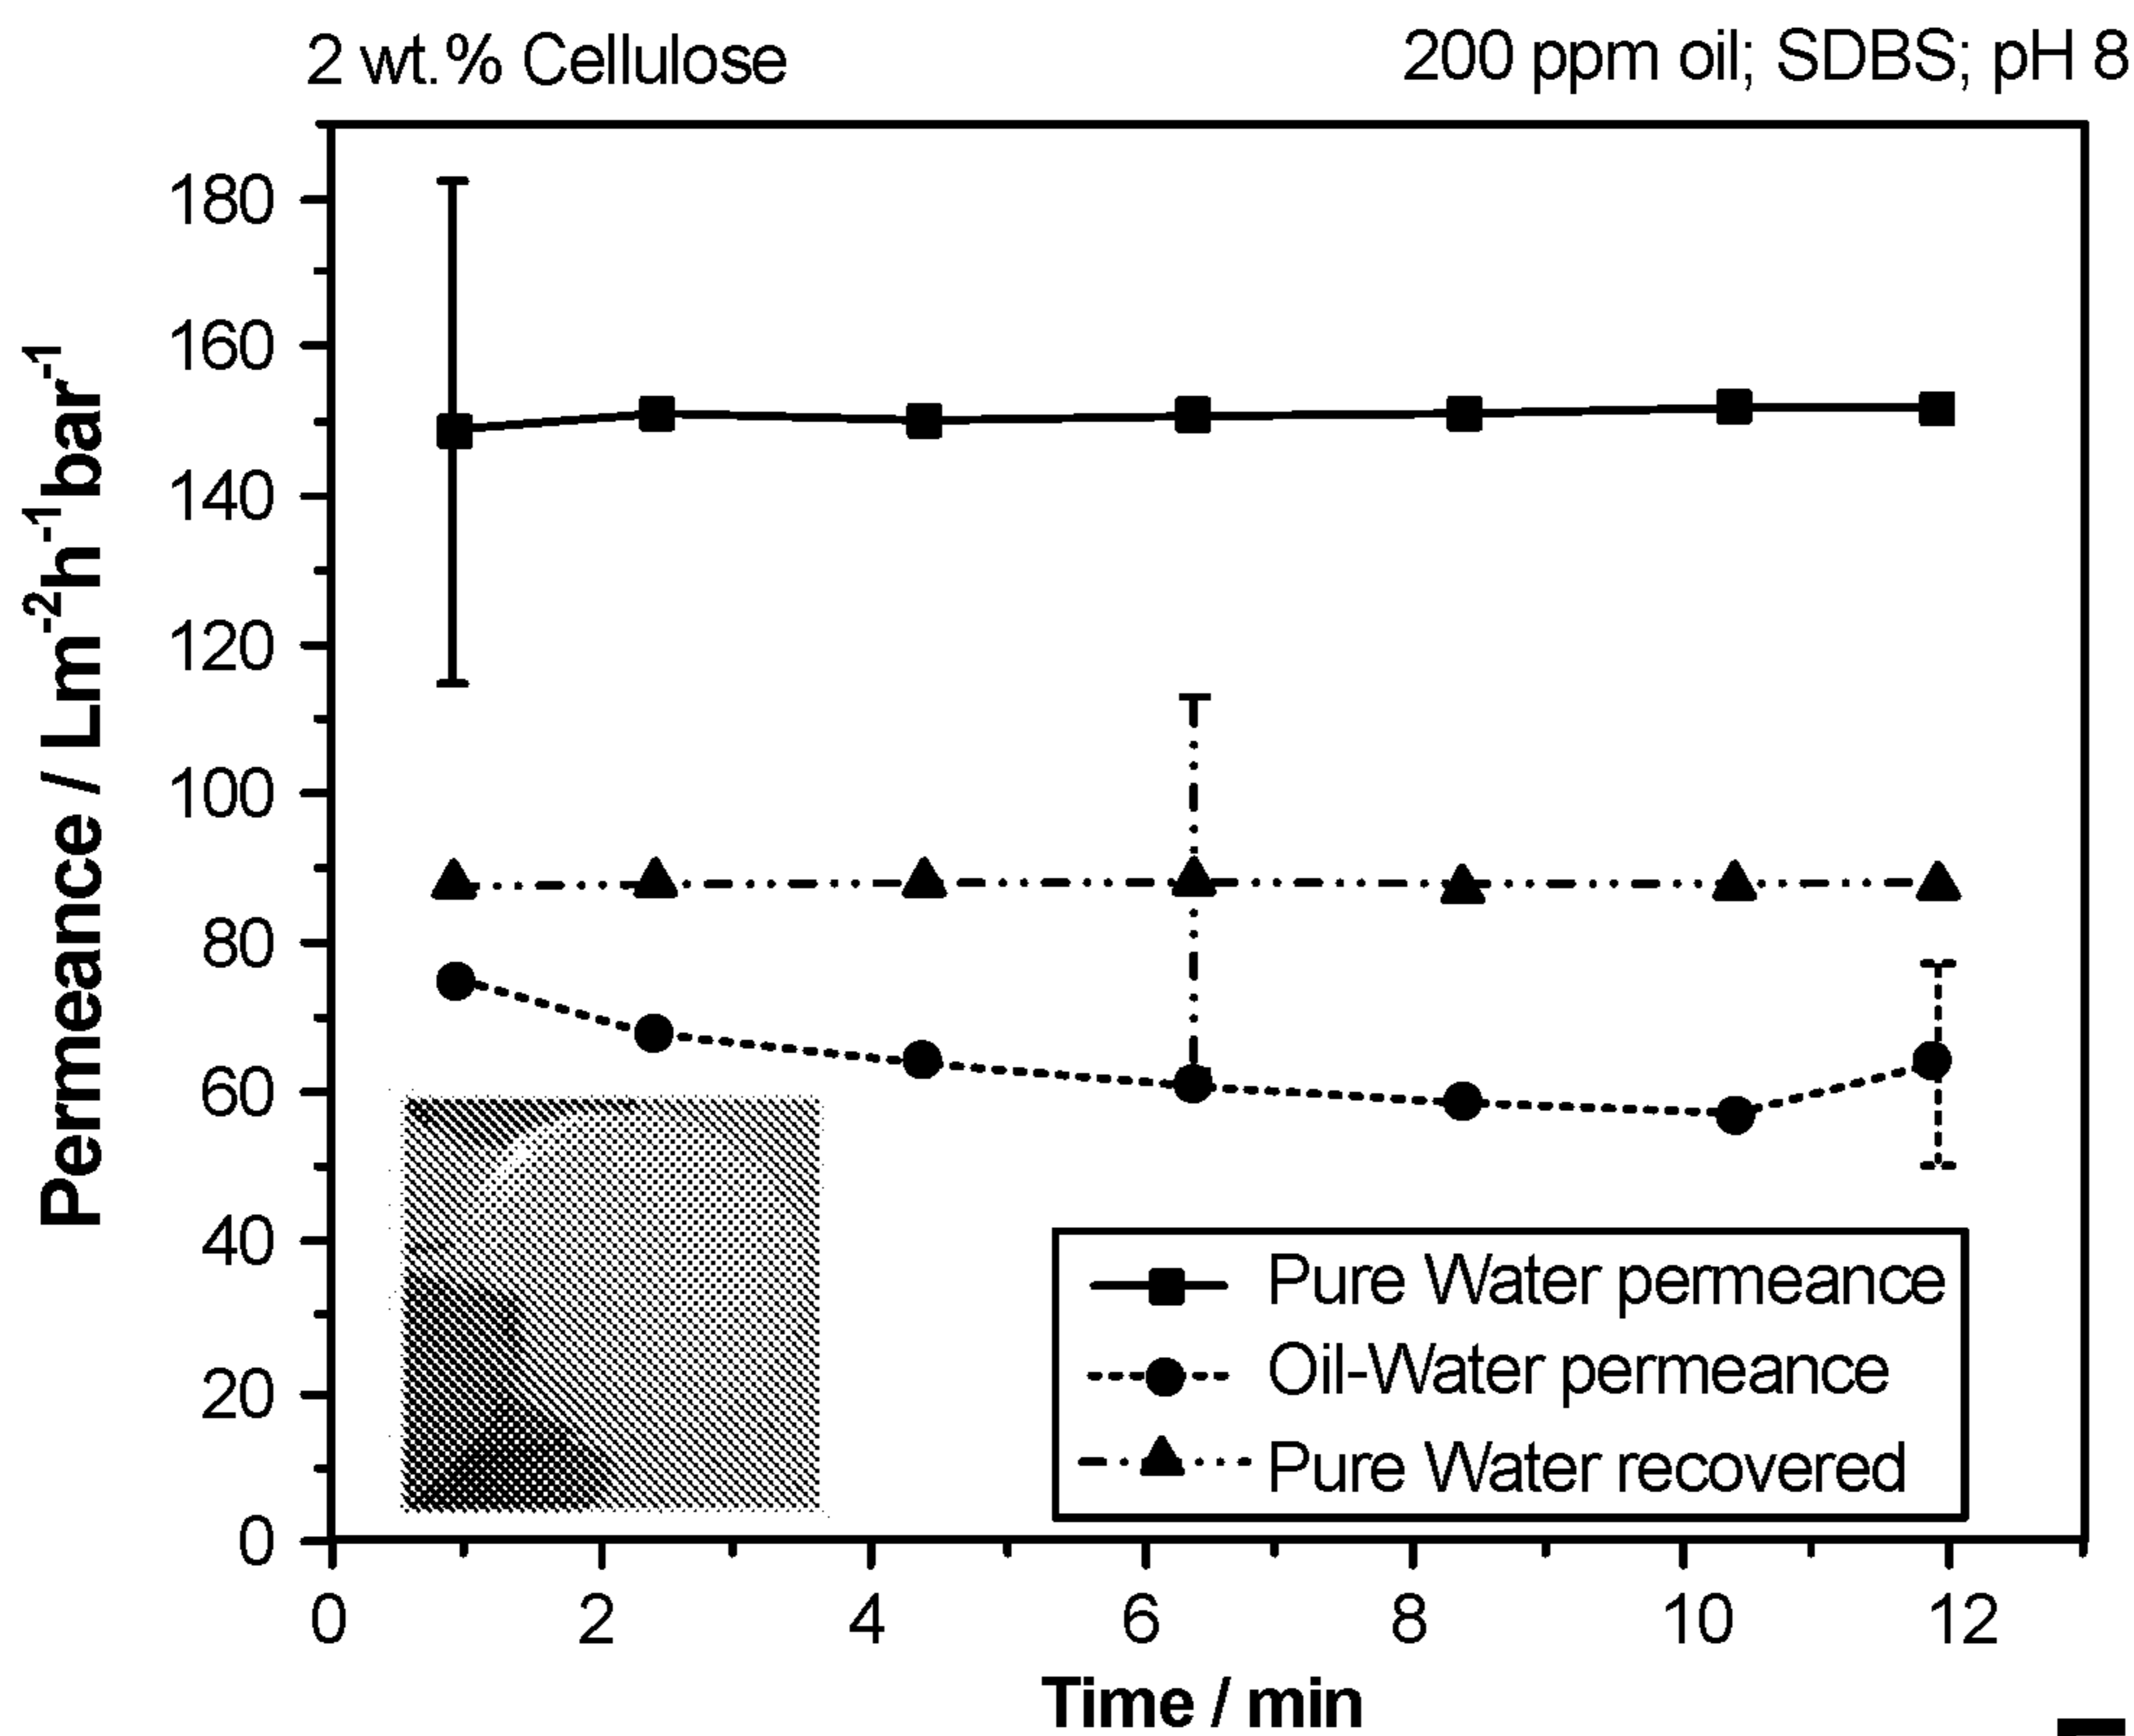 2 wt.% Cellulose
200 ppm oil; SDBS; pH 8
Permeance / Lm⁻²h⁻¹bar⁻¹
180
160
140
120
100
80
60
40
20
0
Pure Water permeance
Oil-Water permeance
Pure Water recovered
0 2 4 6 8 10 12
Time / min